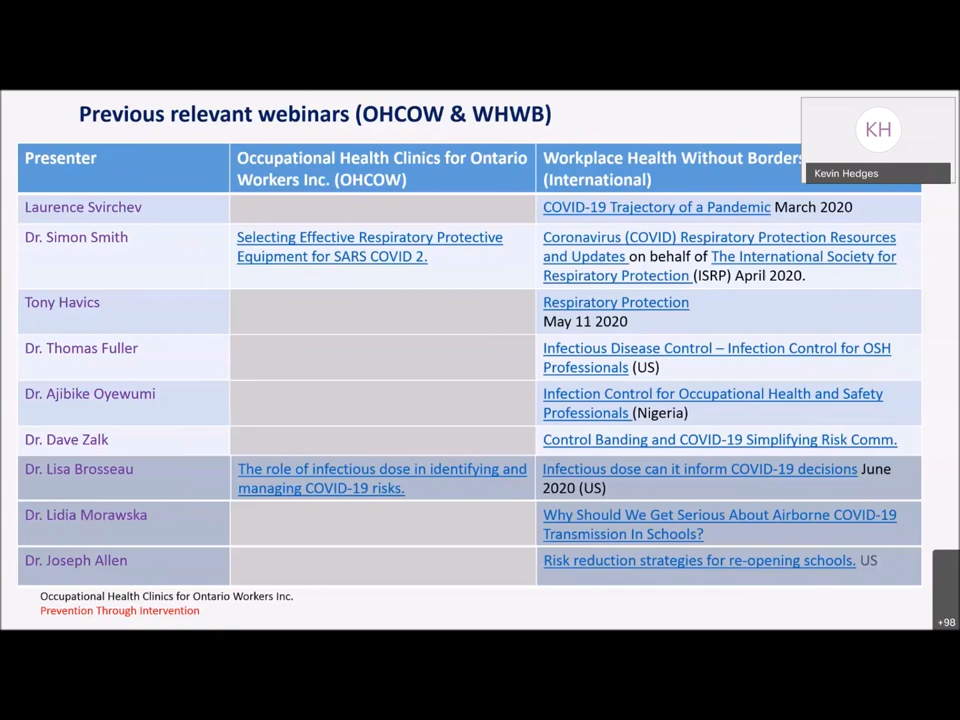 Previous relevant webinars (OHCOW & WHWB)
KH
Kevin Hedges
Presenter
Occupational Health Clinics for Ontario
Workers Inc. (OHCOW)
Workplace Health Without Borders
(International)
Laurence Svirchev
COVID-19 Trajectory of a Pandemic March 2020
Dr. Simon Smith
Selecting Effective Respiratory Protective
Equipment for SARS COVID 2.
Coronavirus (COVID) Respiratory Protection Resources
and Updates on behalf of The International Society for
Respiratory Protection (ISRP) April 2020.
Tony Havics
Respiratory Protection
May 11 2020
Dr. Thomas Fuller
Infectious Disease Control – Infection Control for OSH
Professionals (US)
Dr. Ajibike Oyewumi
Infection Control for Occupational Health and Safety
Professionals (Nigeria)
Dr. Dave Zalk
Control Banding and COVID-19 Simplifying Risk Comm.
Dr. Lisa Brosseau
The role of infectious dose in identifying and
managing COVID-19 risks.
Infectious dose can it inform COVID-19 decisions June
2020 (US)
Dr. Lidia Morawska
Why Should We Get Serious About Airborne COVID-19
Transmission In Schools?
Dr. Joseph Allen
Risk reduction strategies for re-opening schools. US
Occupational Health Clinics for Ontario Workers Inc.
Prevention Through Intervention
+98